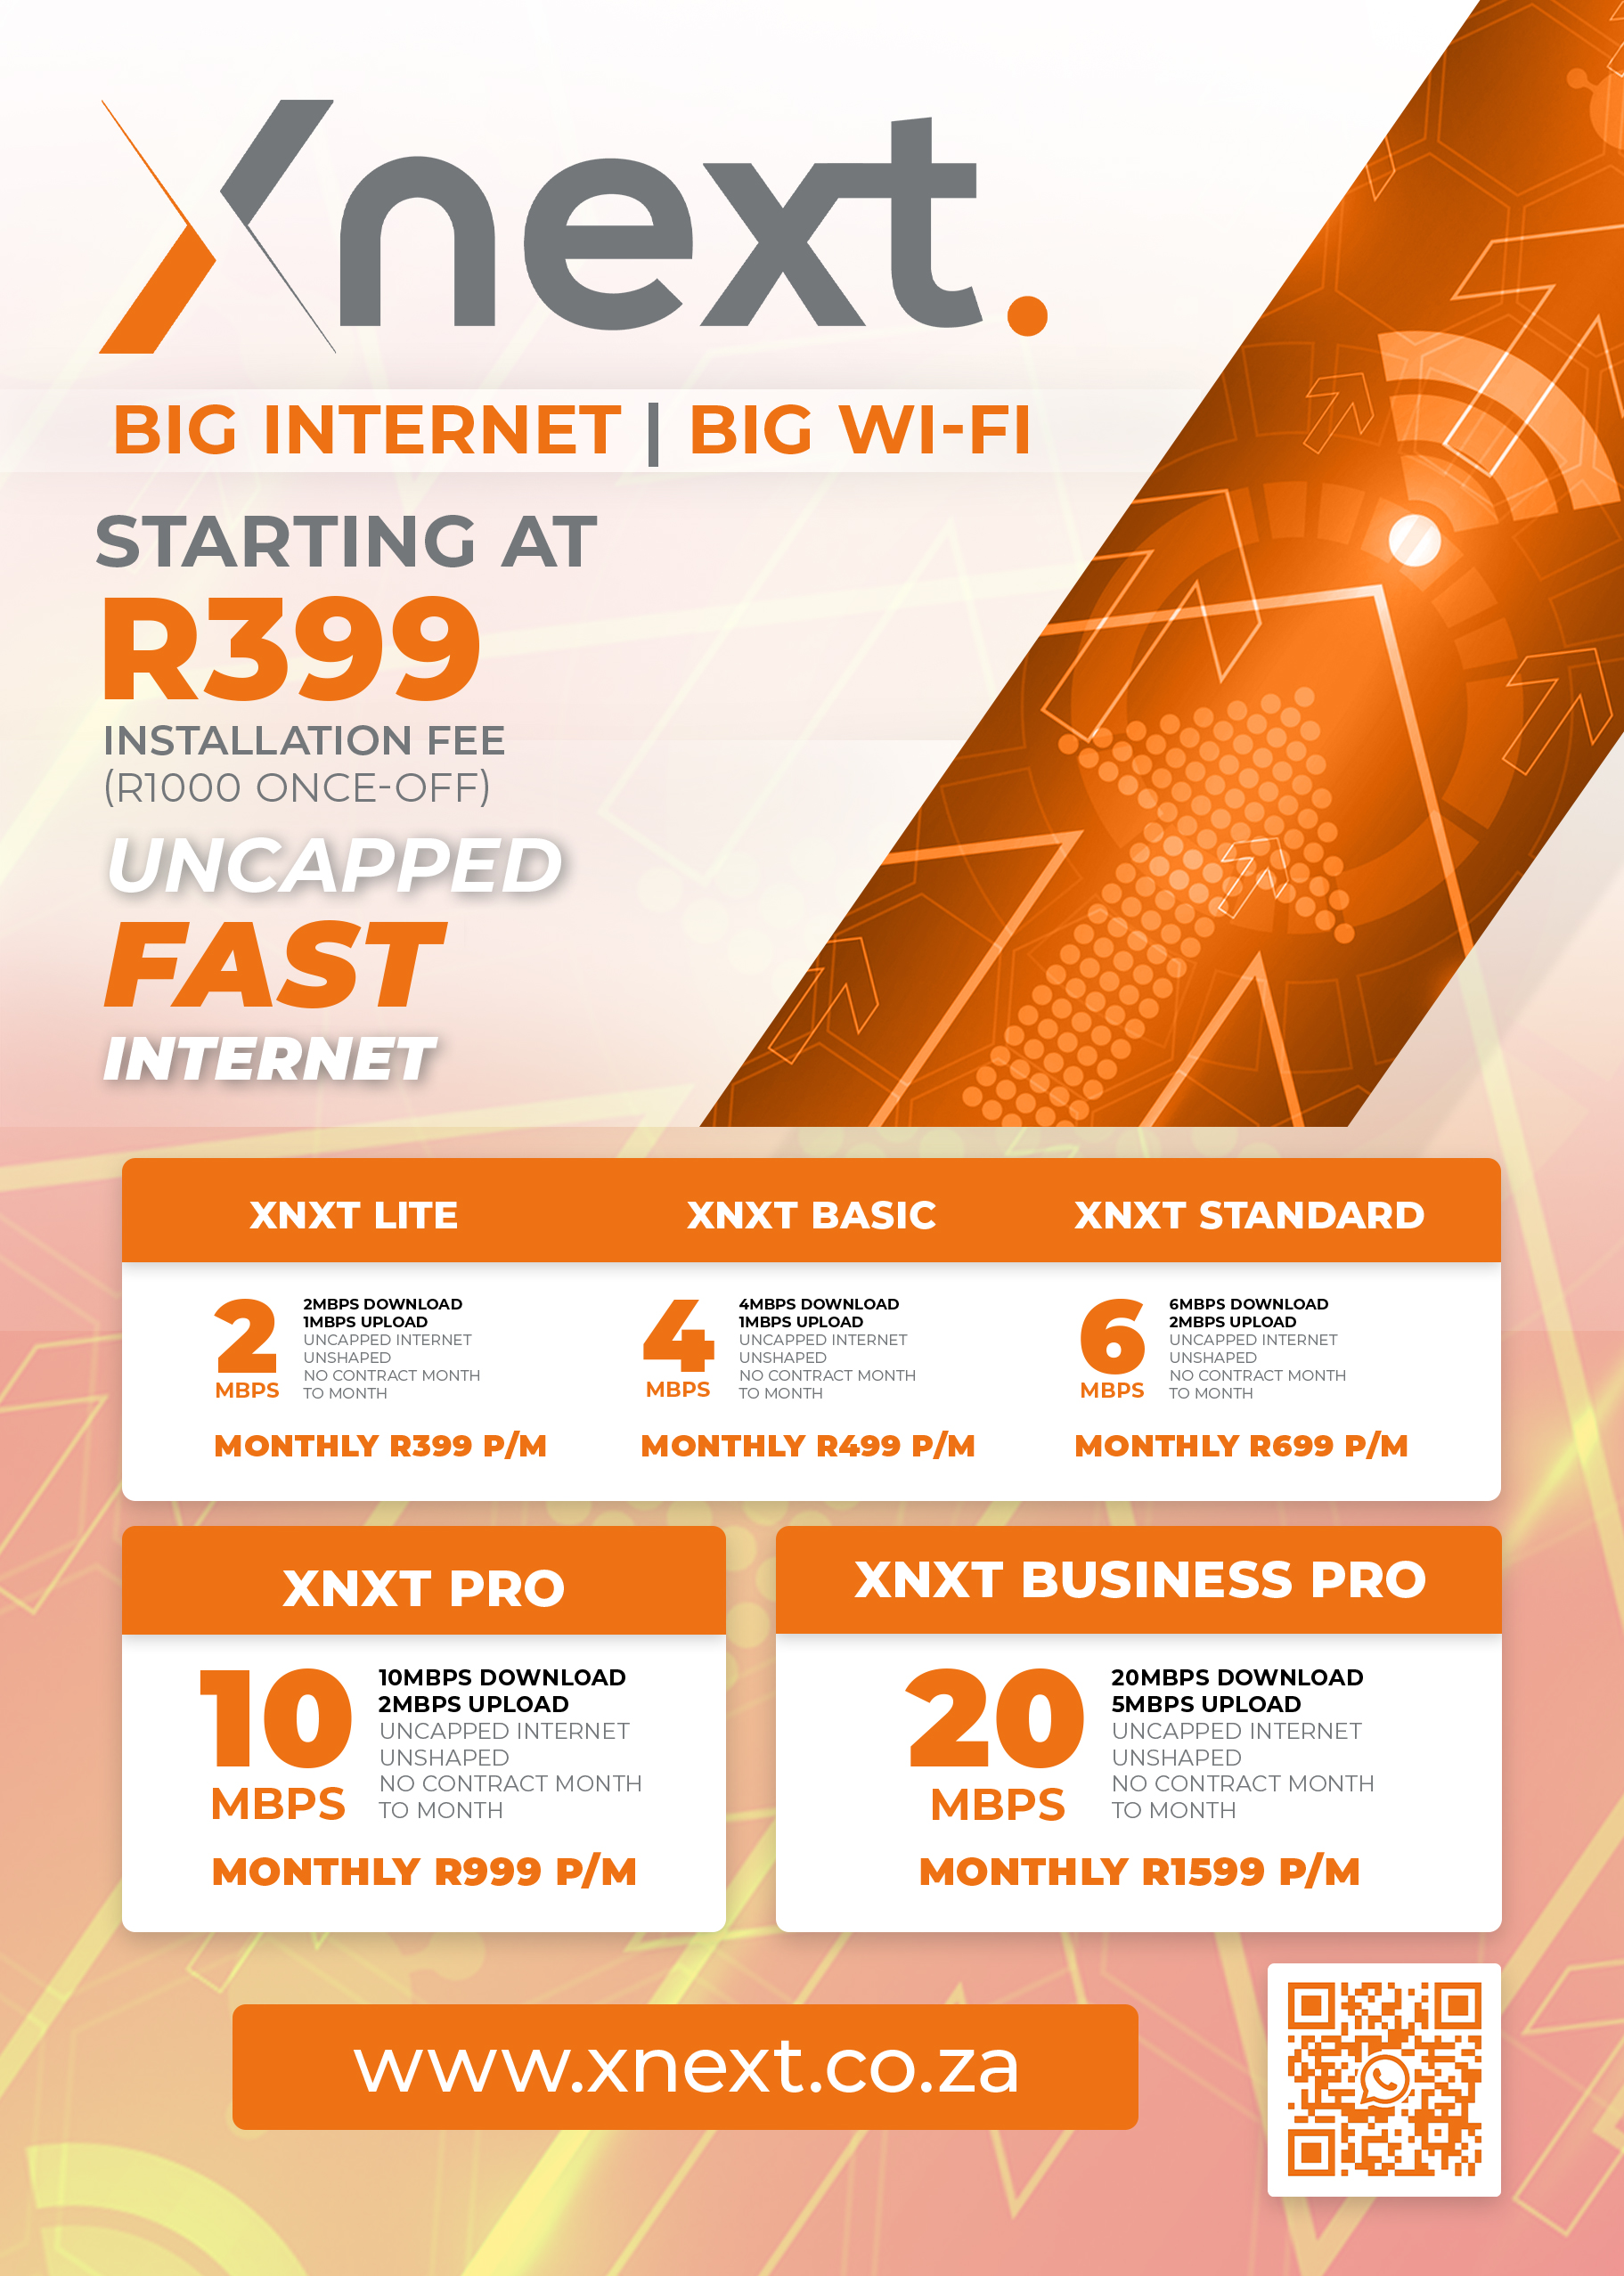 Xnext.
BIG INTERNET | BIG WI-FI
STARTING AT
R399
INSTALLATION FEE
(R1000 ONCE-OFF)
UNCAPPED
FAST
INTERNET
XNXT LITE
2
MBPS
2MBPS DOWNLOAD
1MBPS UPLOAD
UNCAPPED INTERNET
UNSHAPED
NO CONTRACT MONTH
TO MONTH
MONTHLY R399 P/M
XNXT BASIC
4
MBPS
4MBPS DOWNLOAD
1MBPS UPLOAD
UNCAPPED INTERNET
UNSHAPED
NO CONTRACT MONTH
TO MONTH
MONTHLY R499 P/M
XNXT STANDARD
6
MBPS
6MBPS DOWNLOAD
2MBPS UPLOAD
UNCAPPED INTERNET
UNSHAPED
NO CONTRACT MONTH
TO MONTH
MONTHLY R699 P/M
XNXT PRO
10
MBPS
10MBPS DOWNLOAD
2MBPS UPLOAD
UNCAPPED INTERNET
UNSHAPED
NO CONTRACT MONTH
TO MONTH
MONTHLY R999 P/M
XNXT BUSINESS PRO
20
MBPS
20MBPS DOWNLOAD
5MBPS UPLOAD
UNCAPPED INTERNET
UNSHAPED
NO CONTRACT MONTH
TO MONTH
MONTHLY R1599 P/M
www.xnext.co.za